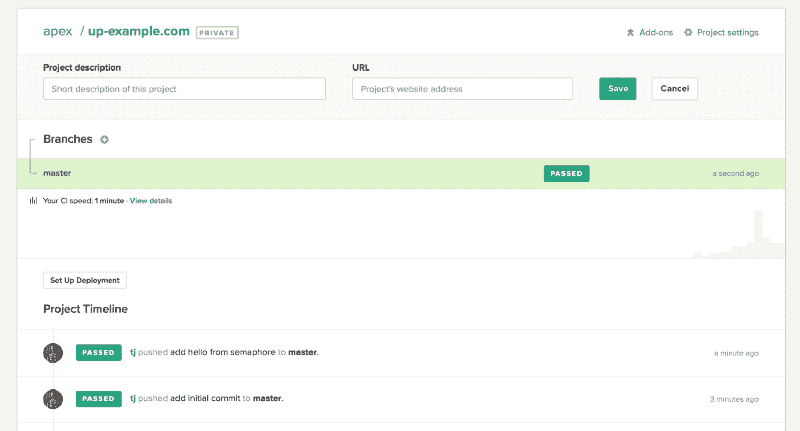 apex / up-example.com PRIVATE
Add-ons Project settings
Project description URL
Short description of this project Project's website address Save Cancel
Branches
master PASSED a second ago
Your CI speed: 1 minute · View details
Set Up Deployment
Project Timeline
PASSED tj pushed add hello from semaphore to master. a minute ago
PASSED tj pushed add initial commit to master. 3 minutes ago